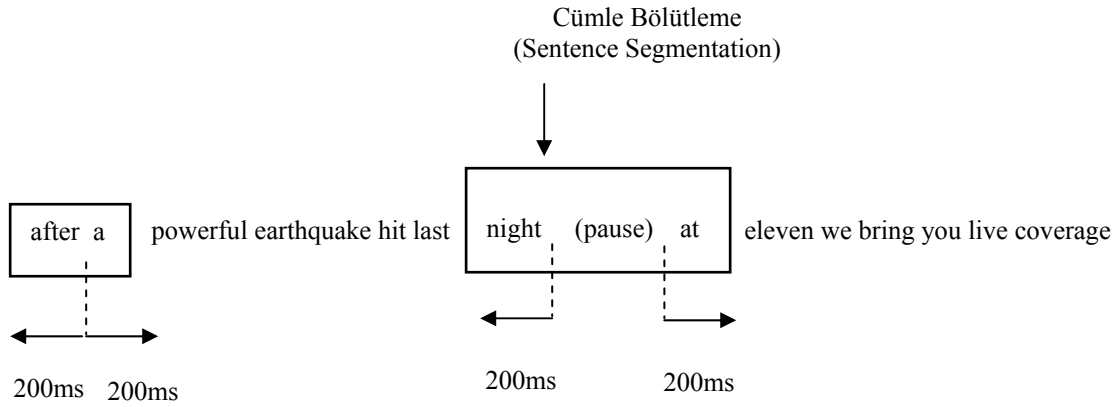 Cümle Bölütleme
(Sentence Segmentation)
after a powerful earthquake hit last night (pause) at eleven we bring you live coverage
200ms 200ms 200ms 200ms